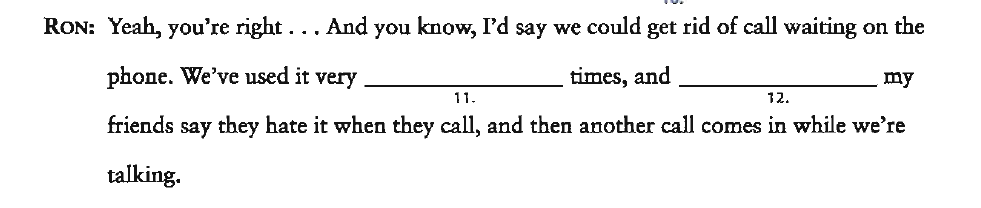 RON: Yeah, you're right . . . And you know, I'd say we could get rid of call waiting on the
phone. We've used it very ____________ times, and ____________ my
11. 12.
friends say they hate it when they call, and then another call comes in while we're
talking.